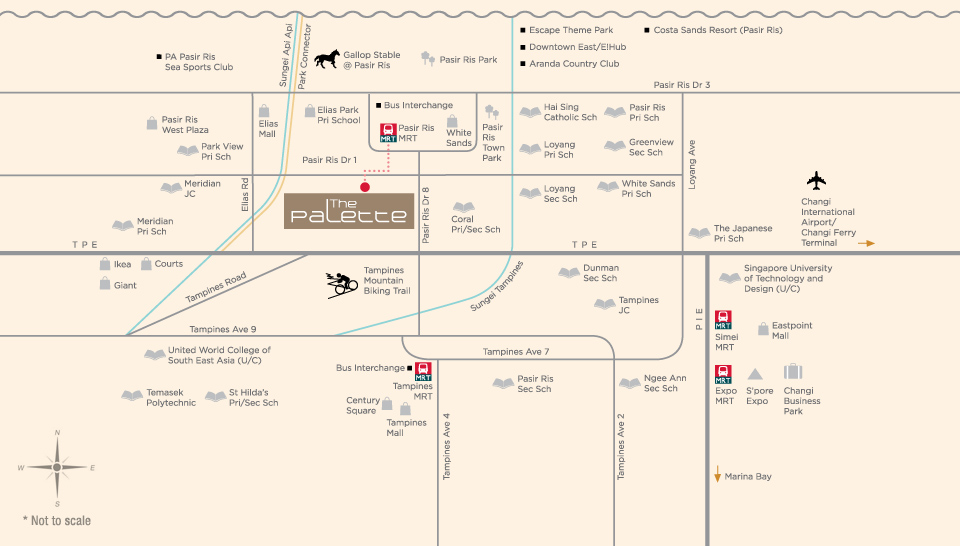 Escape Theme Park
Costa Sands Resort (Pasir Ris)
Downtown East/E!Hub
Aranda Country Club
PA Pasir Ris
Sea Sports Club
Sungei Api Api
Park Connector
Gallop Stable
@ Pasir Ris
Pasir Ris Park
Pasir Ris Dr 3
Pasir Ris
West Plaza
Park View
Pri Sch
Elias
Mall
Elias Park
Pri School
Bus Interchange
MRT
Pasir Ris
MRT
White
Sands
Pasir
Ris
Town
Park
Hai Sing
Catholic Sch
Pasir Ris
Pri Sch
Loyang
Pri Sch
Greenview
Sec Sch
Loyang Ave
Pasir Ris Dr 1
Meridian
JC
Elias Rd
Meridian
Pri Sch
The
Palette
Pasir Ris Dr 8
Coral
Pri/Sec Sch
Loyang
Sec Sch
White Sands
Pri Sch
The Japanese
Pri Sch
Changi
International
Airport/
Changi Ferry
Terminal
TPE
TPE
Ikea
Courts
Giant
Tampines Road
Tampines
Mountain
Biking Trail
Sungei Tampines
Dunman
Sec Sch
Tampines
JC
PIE
Singapore University
of Technology and
Design (U/C)
MRT
Simei
MRT
Eastpoint
Mall
Tampines Ave 9
Tampines Ave 7
United World College of
South East Asia (U/C)
Temasek
Polytechnic
St Hilda's
Pri/Sec Sch
Bus Interchange
MRT
Tampines
MRT
Century
Square
Tampines
Mall
Tampines Ave 4
Pasir Ris
Sec Sch
Tampines Ave 2
Ngee Ann
Sec Sch
MRT
Expo
MRT
S'pore
Expo
Changi
Business
Park
Marina Bay
N
W
E
S
* Not to scale